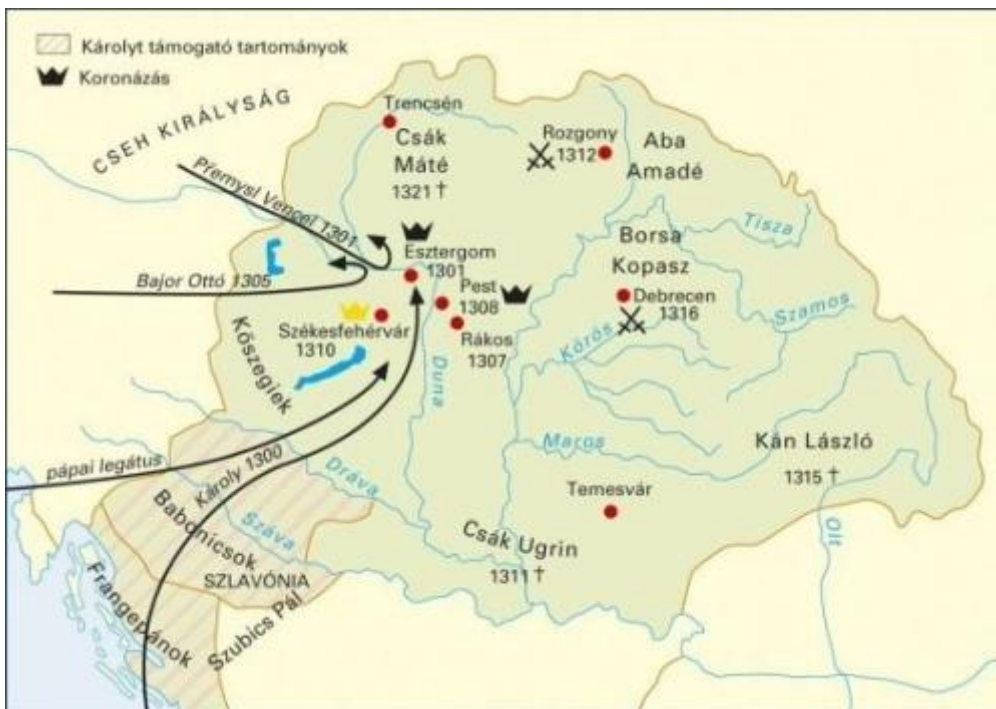 Károlyt támogató tartományok
Koronázás
CSEH KIRÁLYSÁG
Trencsén
Csák
Máté
1321 †
Rozgony
1312
Aba
Amadé
Přemysl Vencel 1301
Esztergom
1301
Tisza
Borsa
Kopasz
Bajor Ottó 1305
Pest
1308
Debrecen
1316
Szamos
Székesfehérvár
1310
Rákos
1307
Kőszegiek
Körös
Duna
Maros
Kán László
1315 †
pápai legátus
Károly 1300
Dráva
Temesvár
Babonicsok
Száva
Csák Ugrin
1311 †
Olt
SZLAVÓNIA
Frangepánok
Szubics Pál